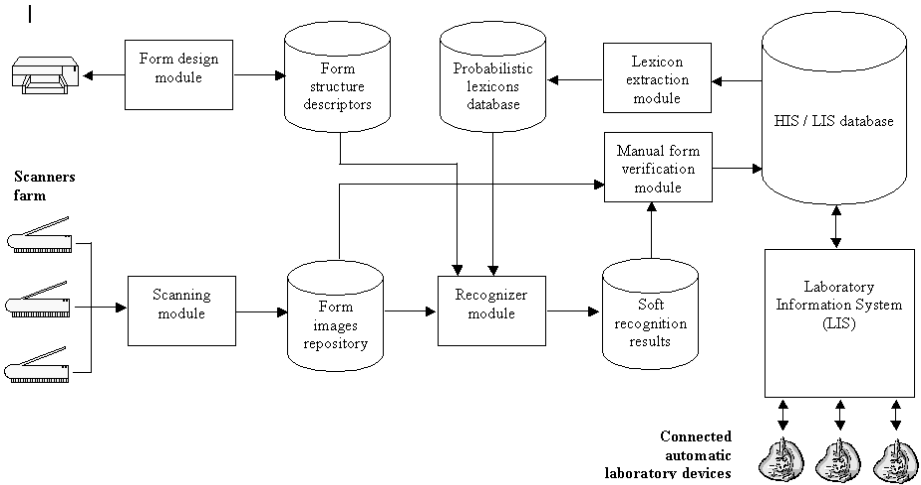 Form design
module
Form
structure
descriptors
Probabilistic
lexicons
database
Lexicon
extraction
module
HIS / LIS database
Manual form
verification
module
Scanners
farm
Scanning
module
Form
images
repository
Recognizer
module
Soft
recognition
results
Laboratory
Information System
(LIS)
Connected
automatic
laboratory devices